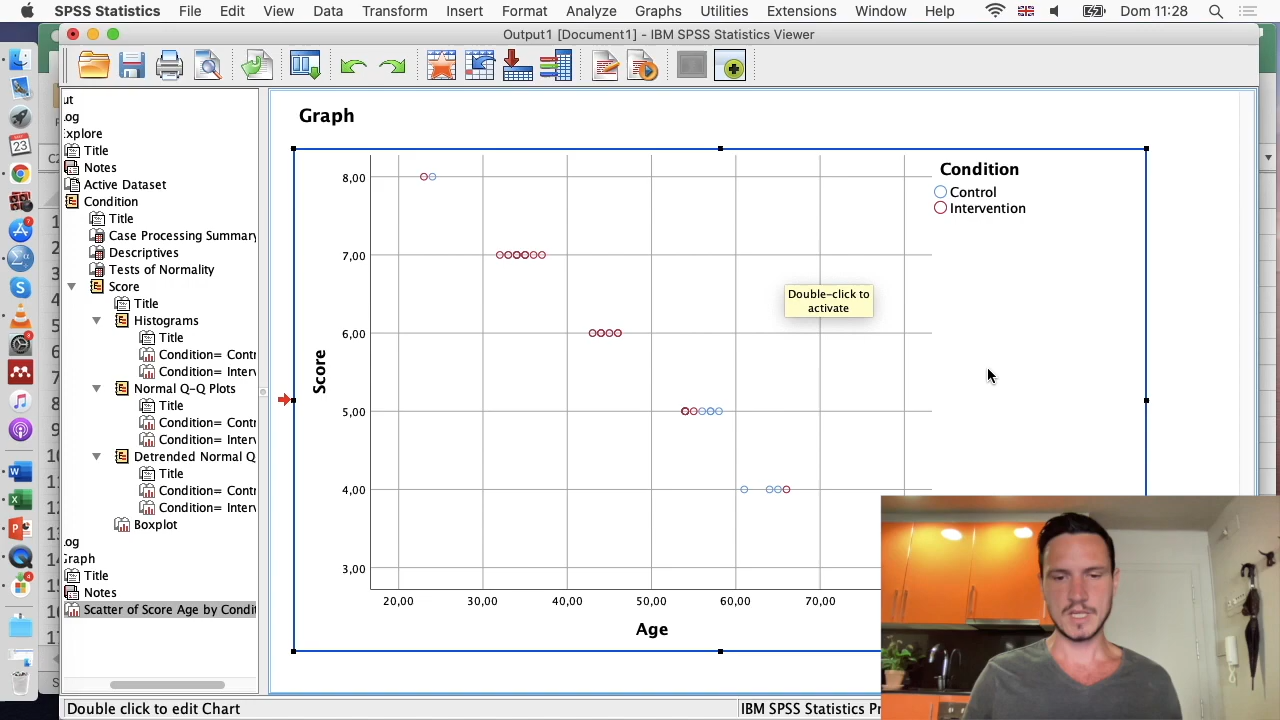 SPSS Statistics File Edit View Data Transform Insert Format Analyze Graphs Utilities Extensions Window Help Dom 11:28
Output1 [Document1] - IBM SPSS Statistics Viewer
ut
Log
Explore
Title
Notes
Active Dataset
Condition
Title
Case Processing Summary
Descriptives
Tests of Normality
Score
Title
Histograms
Title
Condition= Contr
Condition= Interv
Normal Q-Q Plots
Title
Condition= Contr
Condition= Interv
Detrended Normal Q
Title
Condition= Contr
Condition= Interv
Boxplot
Log
Graph
Title
Notes
Scatter of Score Age by Condit
Graph
Condition
Control
Intervention
8,00
7,00
6,00
5,00
4,00
3,00
Score
20,00 30,00 40,00 50,00 60,00 70,00
Age
Double-click to
activate
Double click to edit Chart
IBM SPSS Statistics Pr